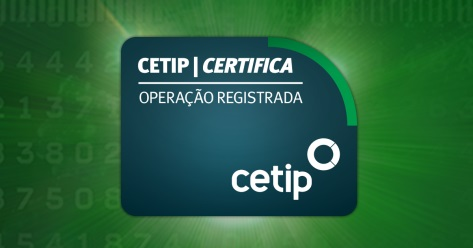 CETIP | CERTIFICA
OPERAÇÃO REGISTRADA
cetip